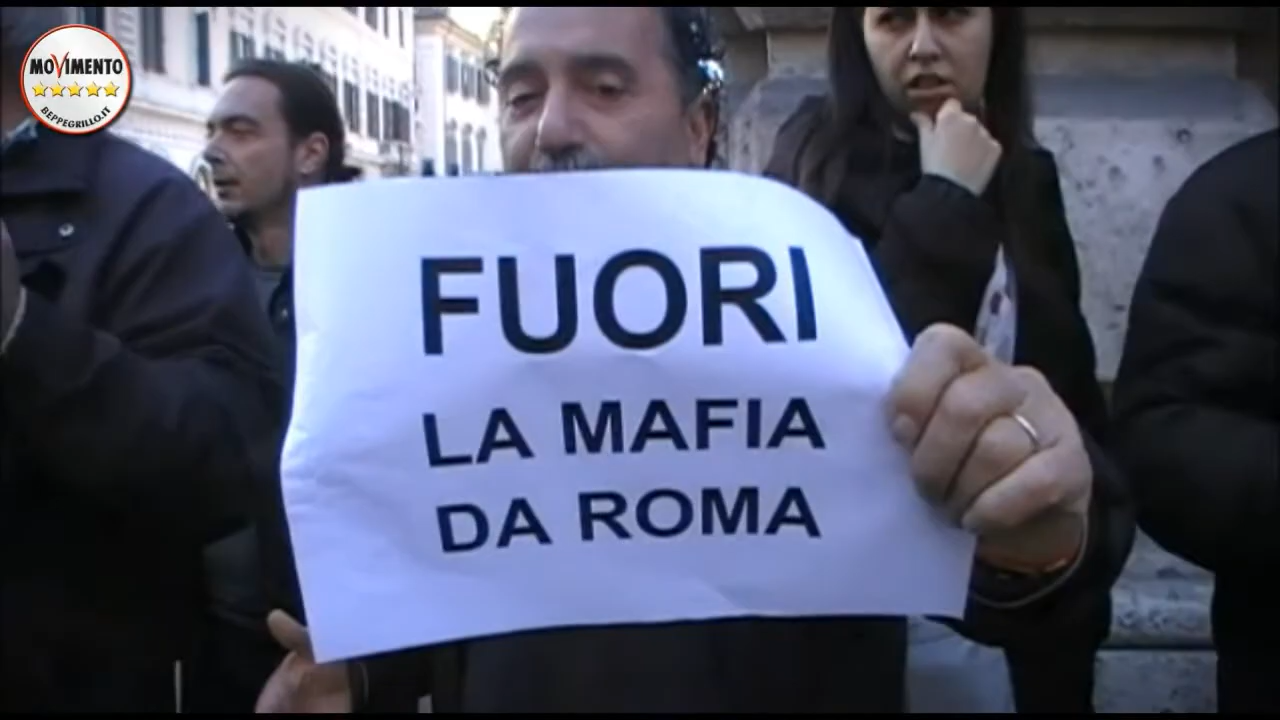 MOVIMENTO
BEPPEGRILLO.IT
FUORI
LA MAFIA
DA ROMA